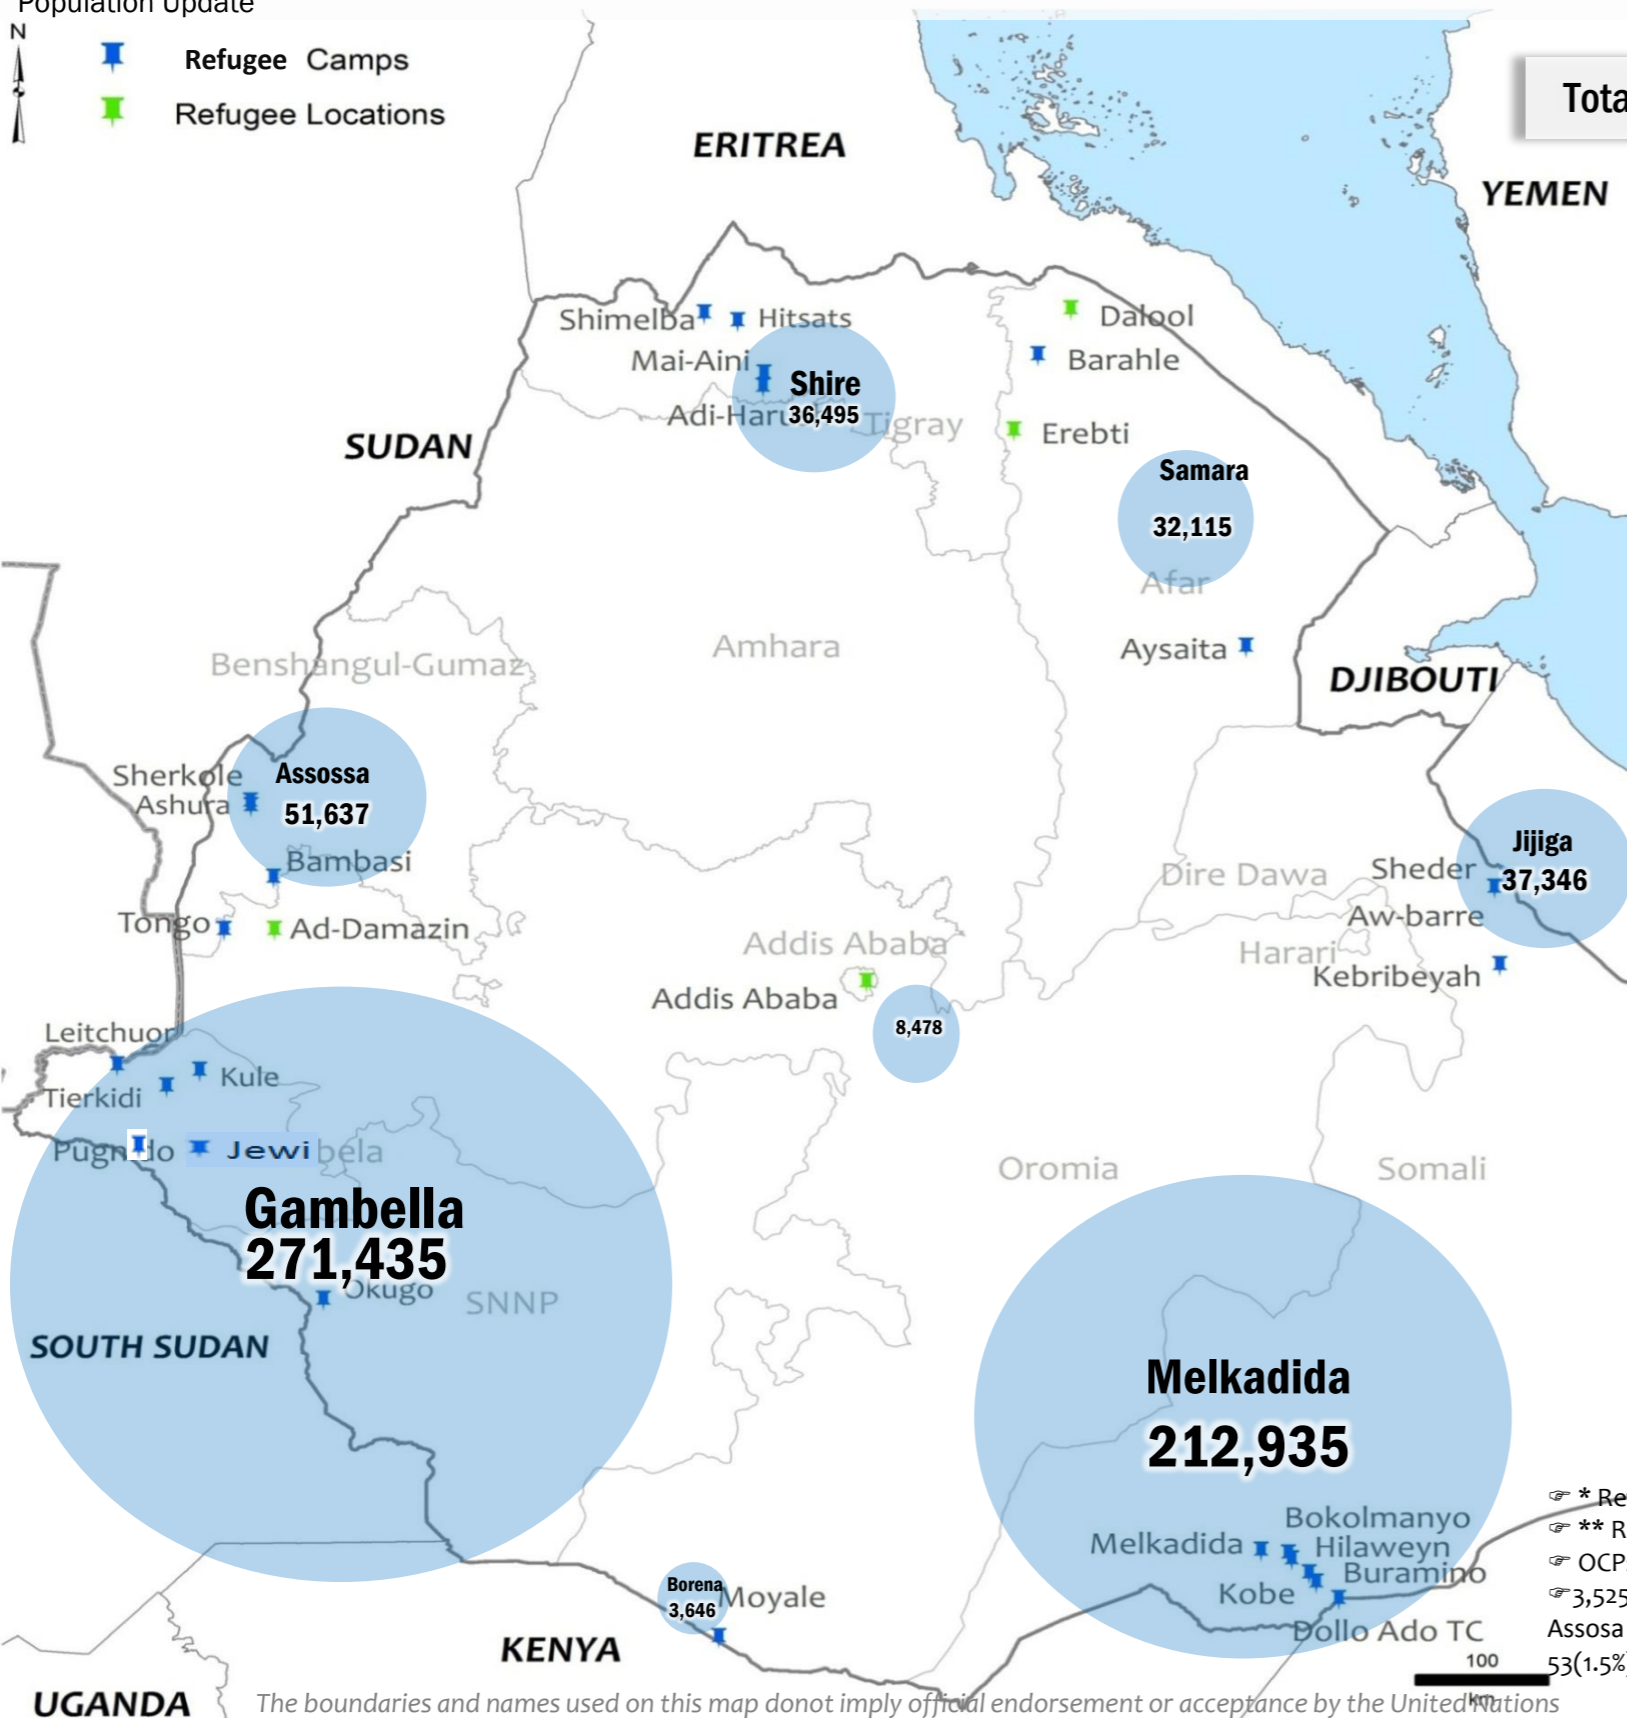 Population Update
N
Refugee Camps
Refugee Locations
ERITREA
YEMEN
Shimelba
Hitsats
Mai-Aini
Shire
36,495
Tigray
Dalool
Barahle
Erebti
SUDAN
Samara
32,115
Afar
Aysaita
Amhara
Benshangul-Gumaz
DJIBOUTI
Sherkole
Ashura
Assossa
51,637
Bambasi
Tongo
Ad-Damazin
Jijiga
37,346
Sheder
Aw-barre
Kebribeyah
Dire Dawa
Harari
Addis Ababa
Addis Ababa
8,478
Leitchuor
Kule
Tierkidi
Jewi
Gambella
271,435
Okugo
SNNP
SOUTH SUDAN
Oromia
Somali
Melkadida
212,935
Bokolmanyo
Melkadida
Hilaweyn
Buramino
Kobe
Dollo Ado TC
Borena
3,646
Moyale
KENYA
UGANDA
☞ *
☞ **
☞
☞3,525
Assosa
53(1.5%)
100
km
The boundaries and names used on this map donot imply official endorsement or acceptance by the United Nations